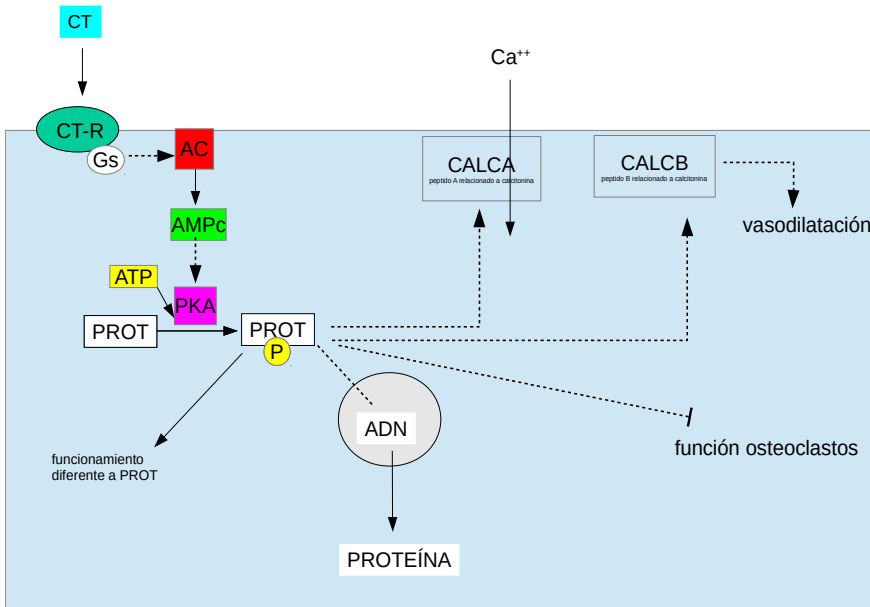 CT
Ca++
CT-R
Gs
AC
CALCA
peptido A relacionado a calcitonina
CALCB
peptido B relacionado a calcitonina
AMPc
vasodilatación
ATP
PKA
PROT
PROT
P
ADN
función osteoclastos
funcionamiento
diferente a PROT
PROTEÍNA